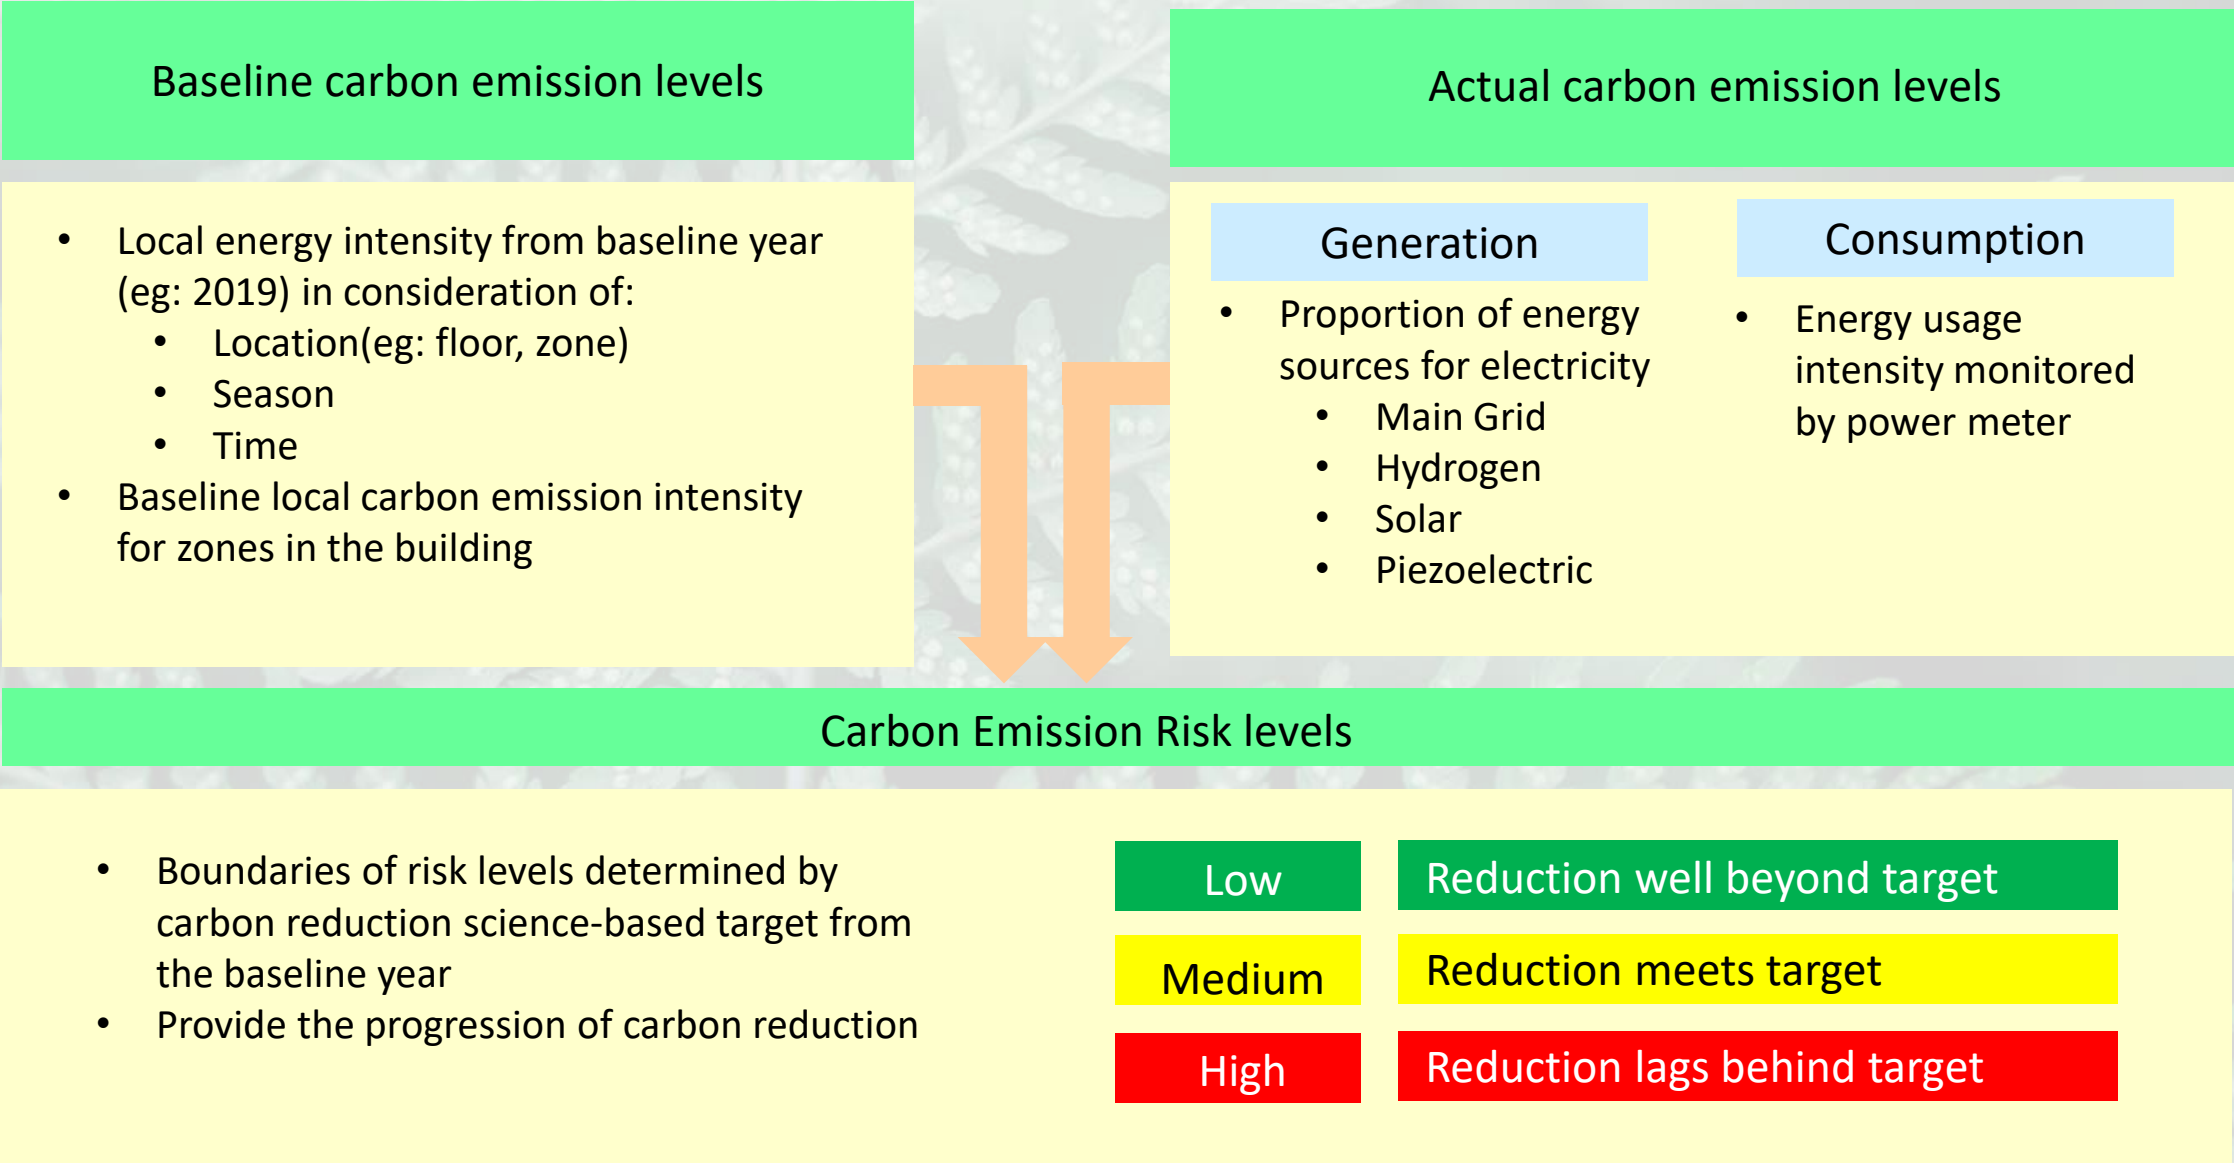 Baseline carbon emission levels
• Local energy intensity from baseline year
(eg: 2019) in consideration of:
• Location(eg: floor, zone)
• Season
• Time
• Baseline local carbon emission intensity
for zones in the building
Actual carbon emission levels
Generation
• Proportion of energy
sources for electricity
• Main Grid
• Hydrogen
• Solar
• Piezoelectric
Consumption
• Energy usage
intensity monitored
by power meter
Carbon Emission Risk levels
• Boundaries of risk levels determined by
carbon reduction science-based target from
the baseline year
• Provide the progression of carbon reduction
Low
Reduction well beyond target
Medium
Reduction meets target
High
Reduction lags behind target